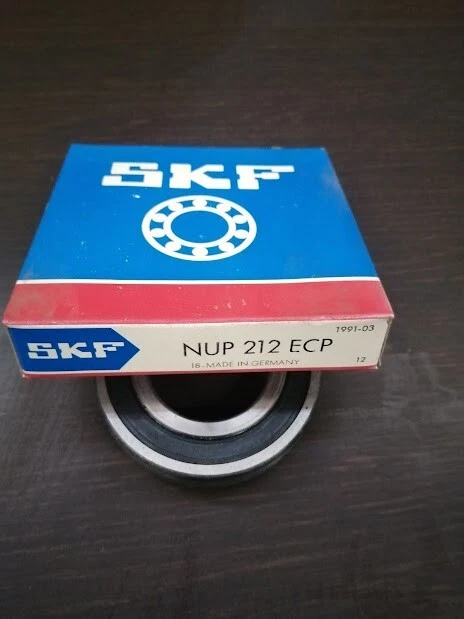 SKF
1991-03
SKF
NUP 212 ECP
18-MADE IN GERMANY
12